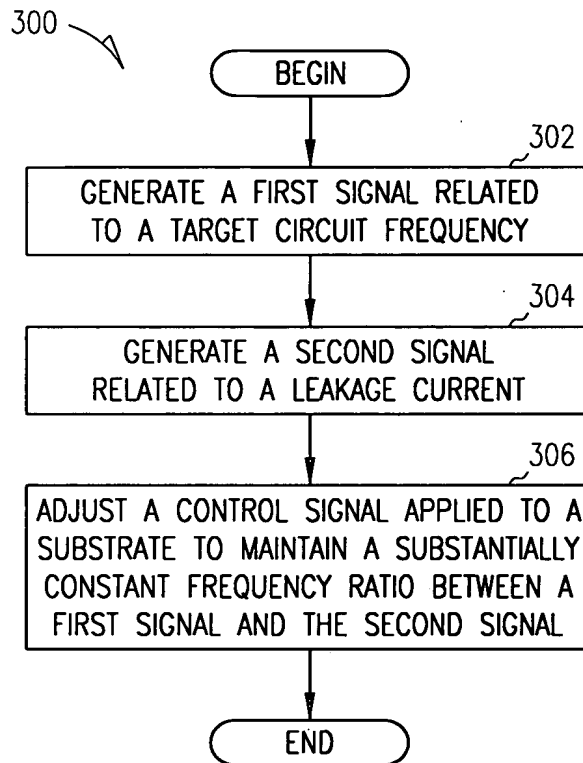 300
BEGIN
302
GENERATE A FIRST SIGNAL RELATED
TO A TARGET CIRCUIT FREQUENCY
304
GENERATE A SECOND SIGNAL
RELATED TO A LEAKAGE CURRENT
306
ADJUST A CONTROL SIGNAL APPLIED TO A
SUBSTRATE TO MAINTAIN A SUBSTANTIALLY
CONSTANT FREQUENCY RATIO BETWEEN A
FIRST SIGNAL AND THE SECOND SIGNAL
END